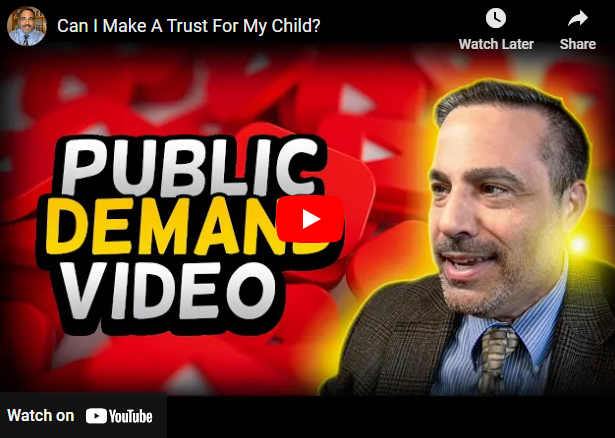 Can I Make A Trust For My Child?
Watch Later
Share
PUBLIC
DEMAND
VIDEO
Watch on YouTube